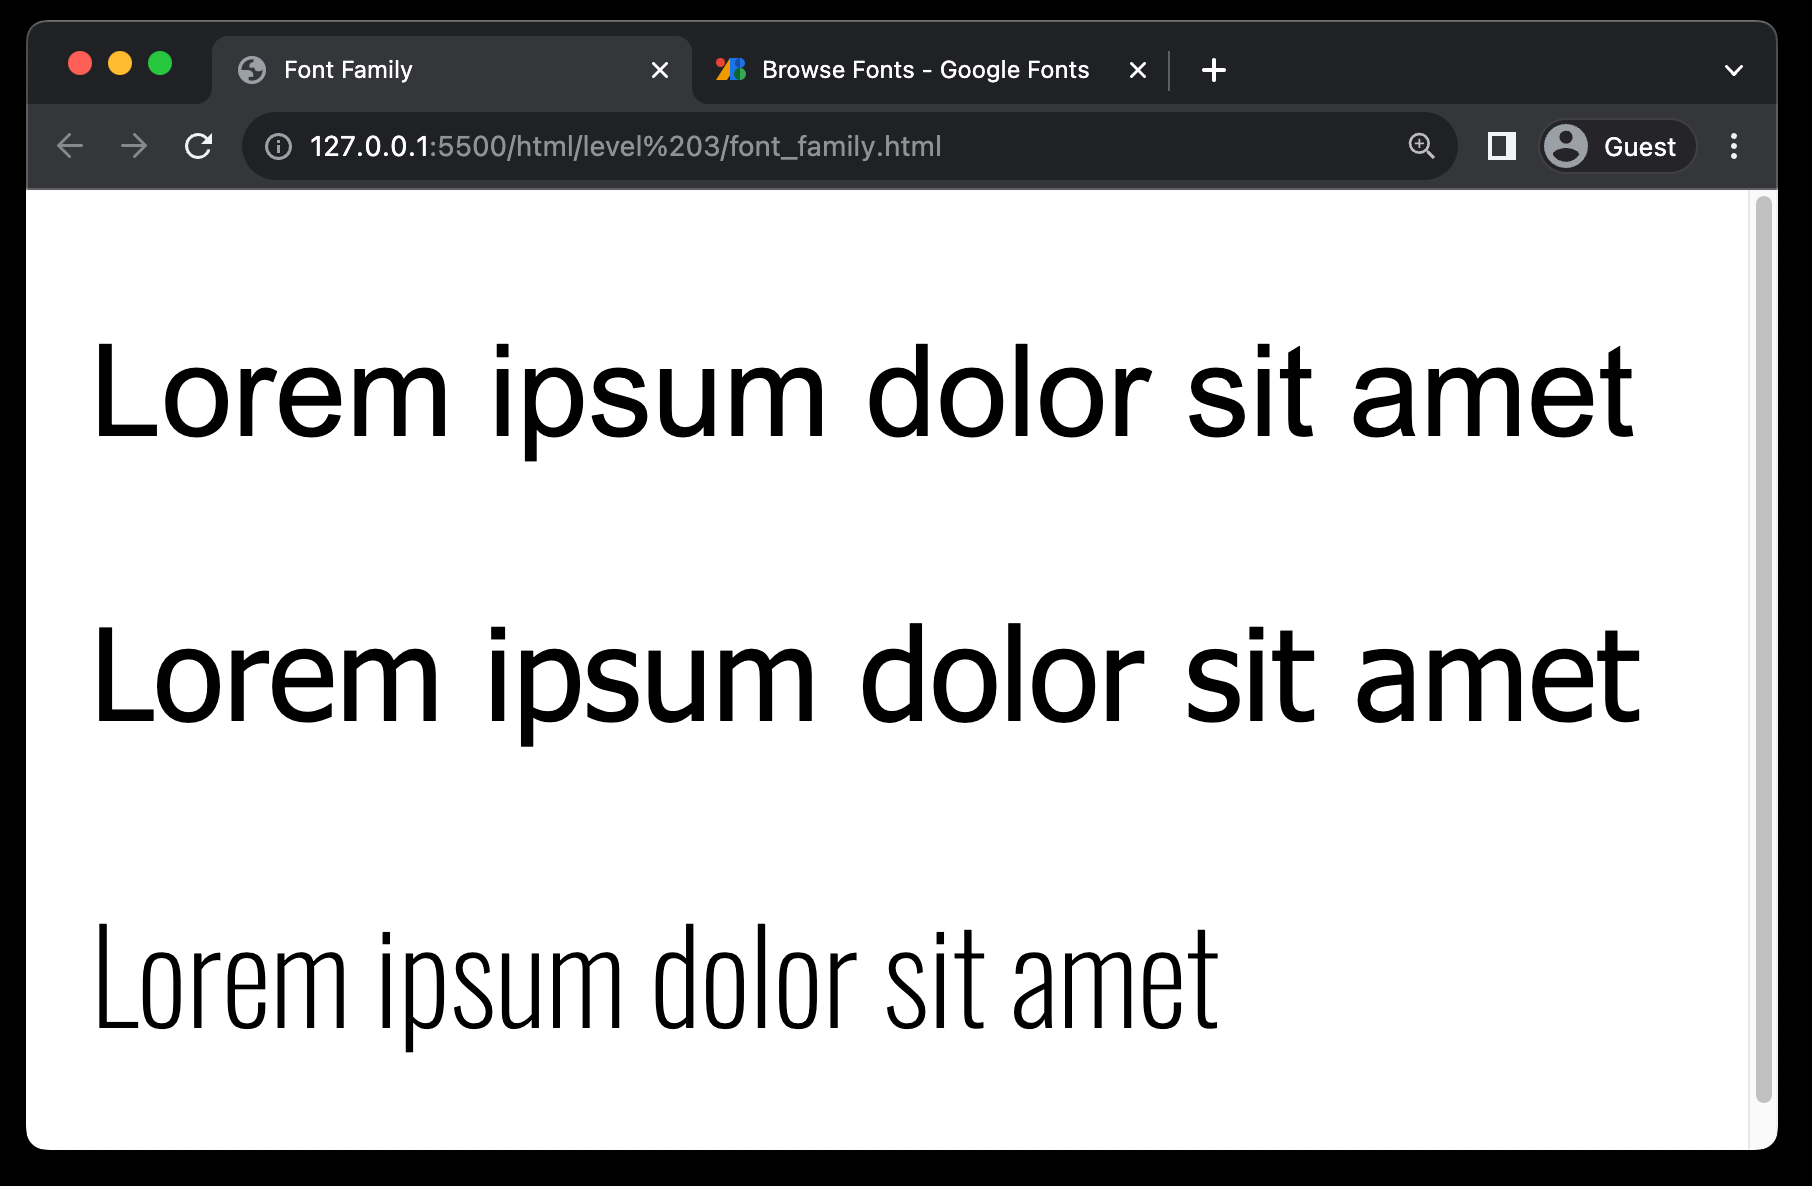 Font Family
Browse Fonts - Google Fonts
127.0.0.1:5500/html/level%203/font_family.html
Guest
Lorem ipsum dolor sit amet
Lorem ipsum dolor sit amet
Lorem ipsum dolor sit amet